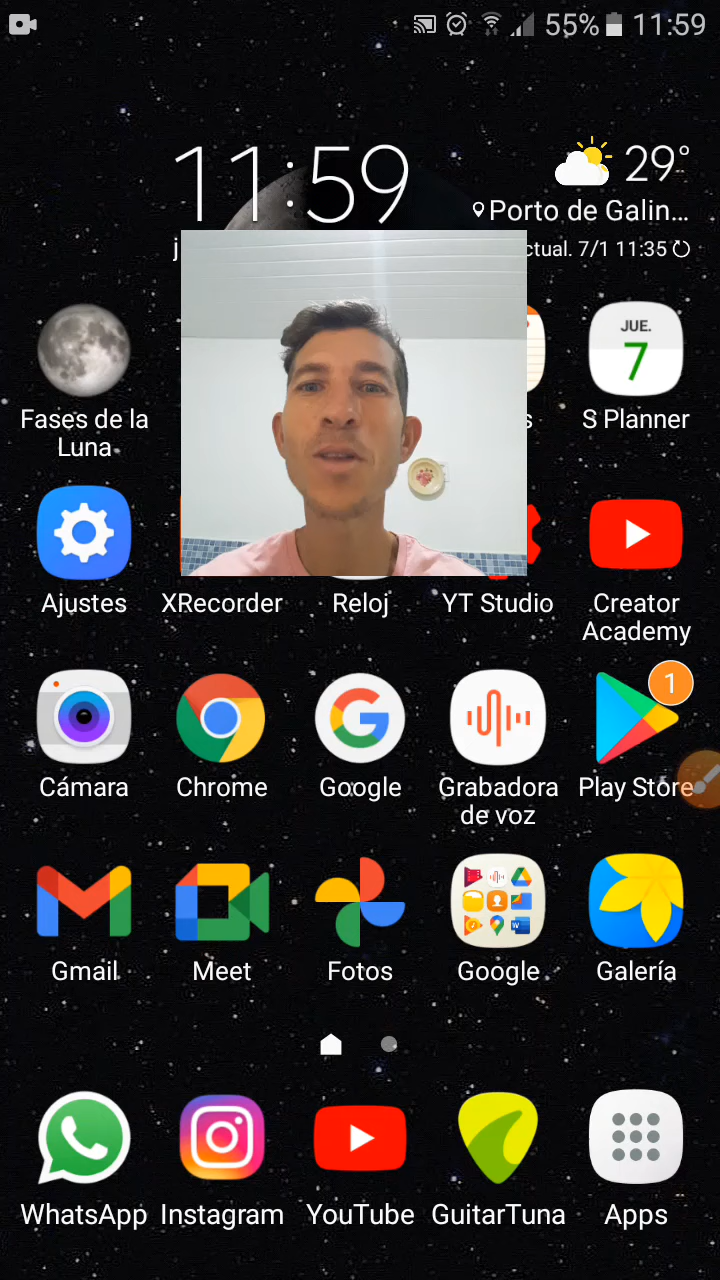 55% 11:59
11:59
29°
Porto de Galin...
j
ctual. 7/1 11:35
JUE.
7
Fases de la
Luna
s
S Planner
Ajustes
XRecorder
Reloj
YT Studio
Creator
Academy
1
Cámara
Chrome
Google
Grabadora
de voz
Play Store
Gmail
Meet
Fotos
Google
Galería
WhatsApp
Instagram
YouTube
GuitarTuna
Apps